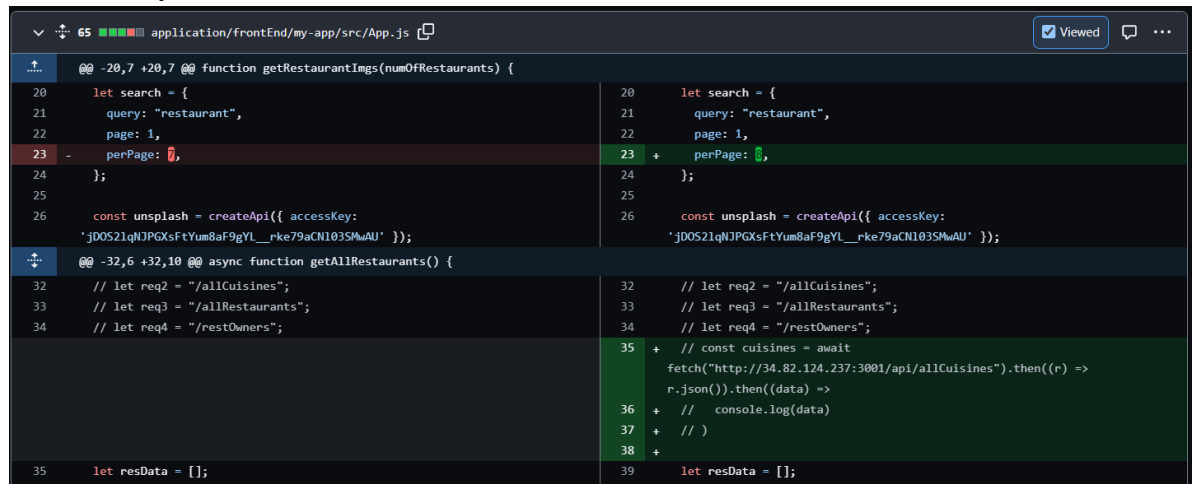 65 application/frontEnd/my-app/src/App.js Viewed ...
@@ -20,7 +20,7 @@ function getRestaurantImgs(numOfRestaurants) {
20 let search = { 20 let search = {
21 query: "restaurant", 21 query: "restaurant",
22 page: 1, 22 page: 1,
23 - perPage: 7, 23 + perPage: 8,
24 }; 24 };
25 25
26 const unsplash = createApi({ accessKey: 26 const unsplash = createApi({ accessKey:
'jDOS2lqNJPGXsFtYum8aF9gYL__rke79aCNl03SMwAU' }); 'jDOS2lqNJPGXsFtYum8aF9gYL__rke79aCNl03SMwAU' });
@@ -32,6 +32,10 @@ async function getAllRestaurants() {
32 // let req2 = "/allCuisines"; 32 // let req2 = "/allCuisines";
33 // let req3 = "/allRestaurants"; 33 // let req3 = "/allRestaurants";
34 // let req4 = "/restOwners"; 34 // let req4 = "/restOwners";
35 + // const cuisines = await
fetch("http://34.82.124.237:3001/api/allCuisines").then((r) =>
r.json()).then((data) =>
36 + // console.log(data)
37 + // )
38 +
35 let resData = []; 39 let resData = [];